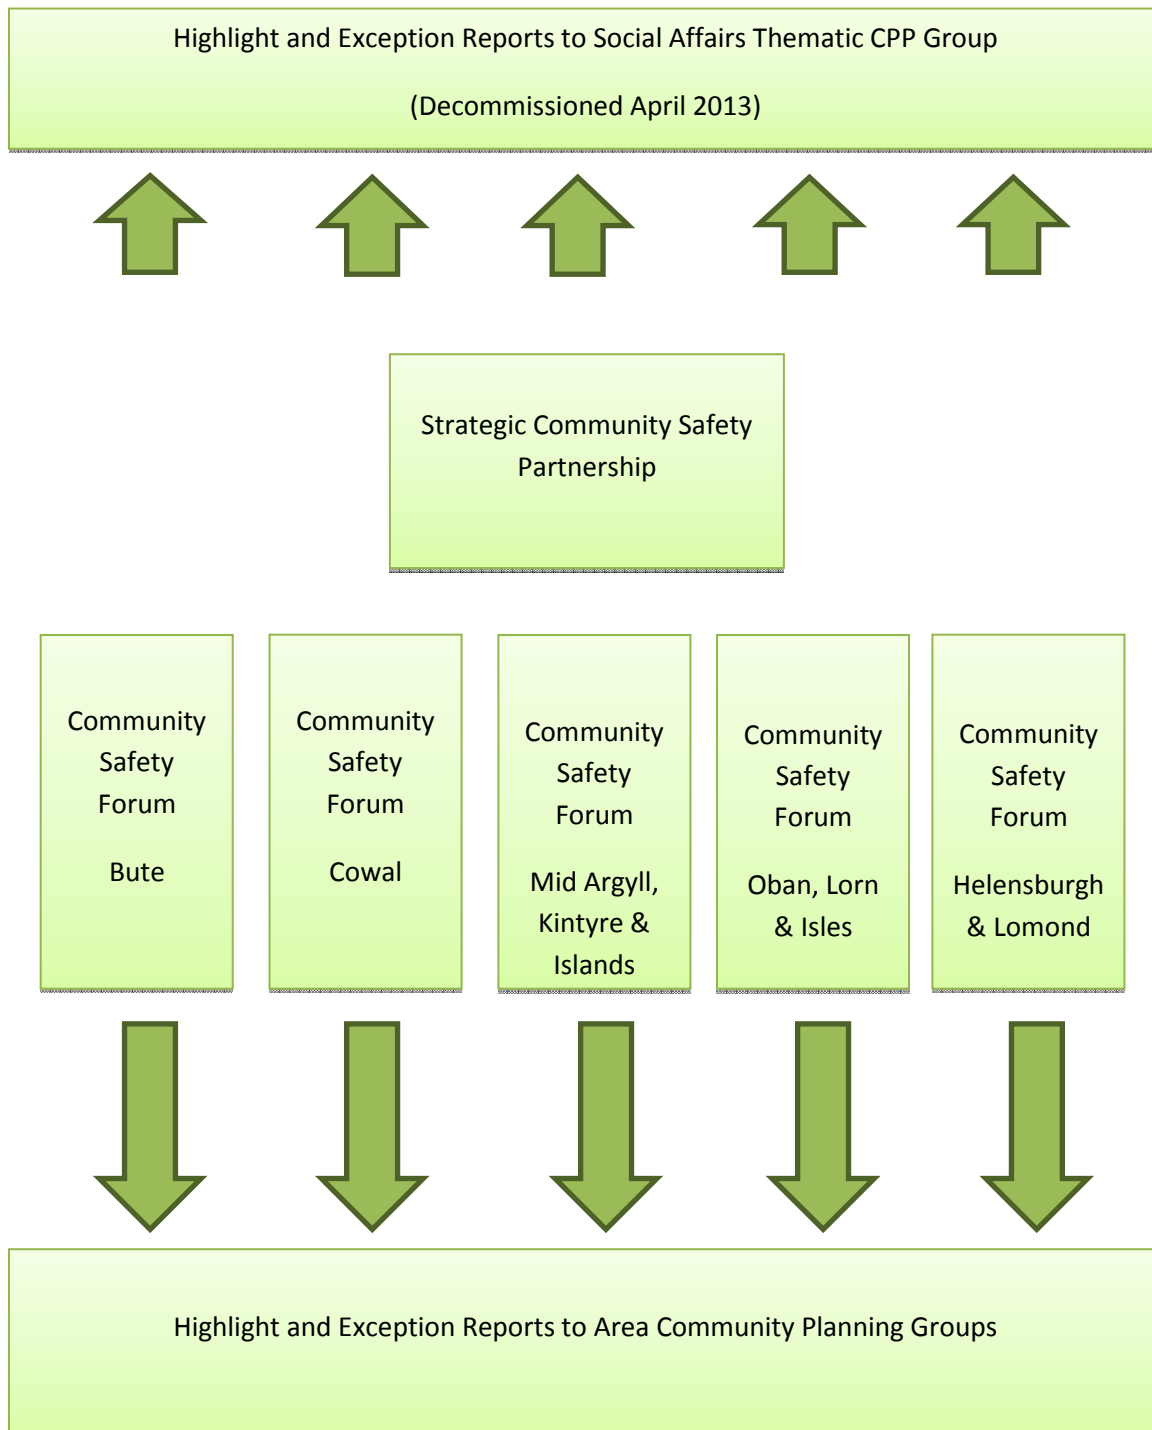 Highlight and Exception Reports to Social Affairs Thematic CPP Group
(Decommissioned April 2013)
Strategic Community Safety
Partnership
Community
Safety
Forum
Bute
Community
Safety
Forum
Cowal
Community
Safety
Forum
Mid Argyll,
Kintyre &
Islands
Community
Safety
Forum
Oban, Lorn
& Isles
Community
Safety
Forum
Helensburgh
& Lomond
Highlight and Exception Reports to Area Community Planning Groups